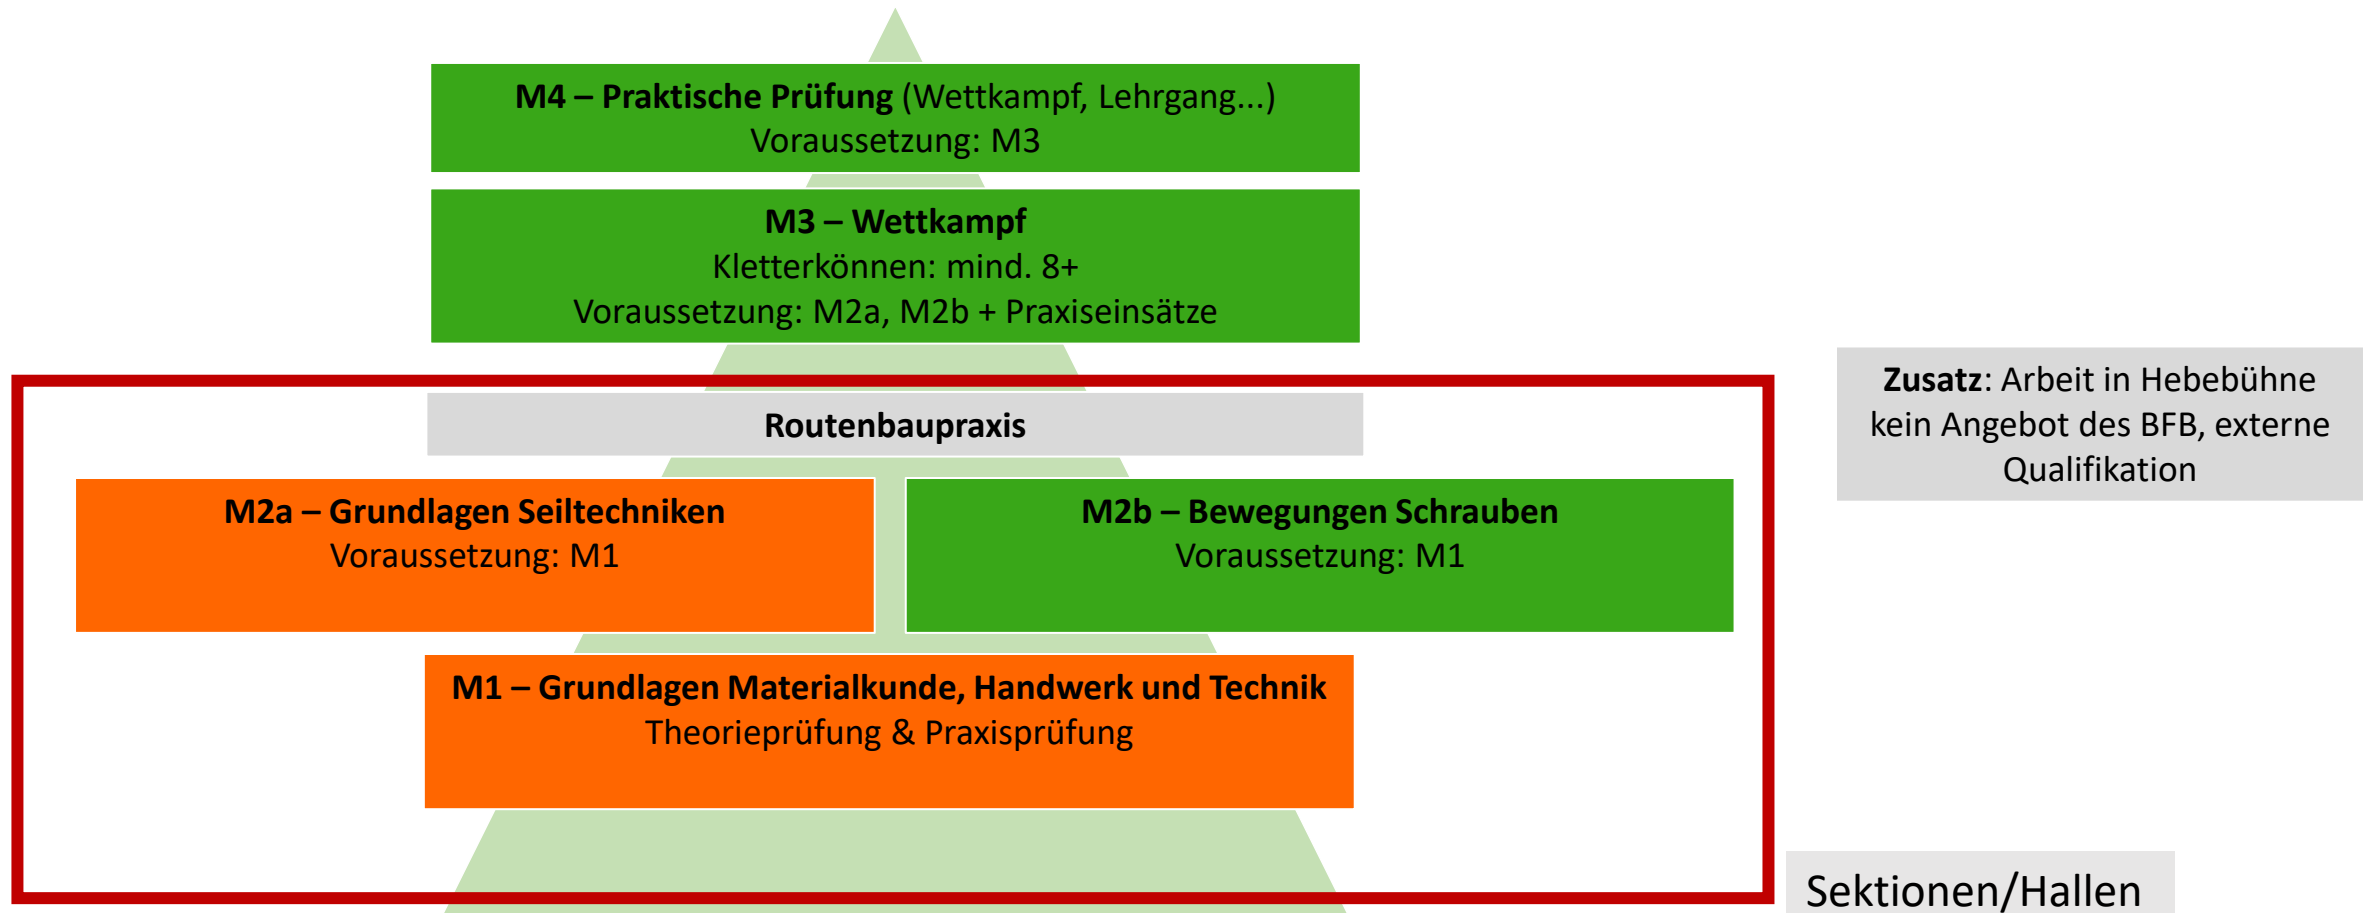 M4 – Praktische Prüfung (Wettkampf, Lehrgang...)
Voraussetzung: M3
M3 – Wettkampf
Kletterkönnen: mind. 8+
Voraussetzung: M2a, M2b + Praxiseinsätze
Zusatz: Arbeit in Hebebühne
kein Angebot des BFB, externe
Qualifikation
Routenbaupraxis
M2a – Grundlagen Seiltechniken
Voraussetzung: M1
M2b – Bewegungen Schrauben
Voraussetzung: M1
M1 – Grundlagen Materialkunde, Handwerk und Technik
Theorieprüfung & Praxisprüfung
Sektionen/Hallen